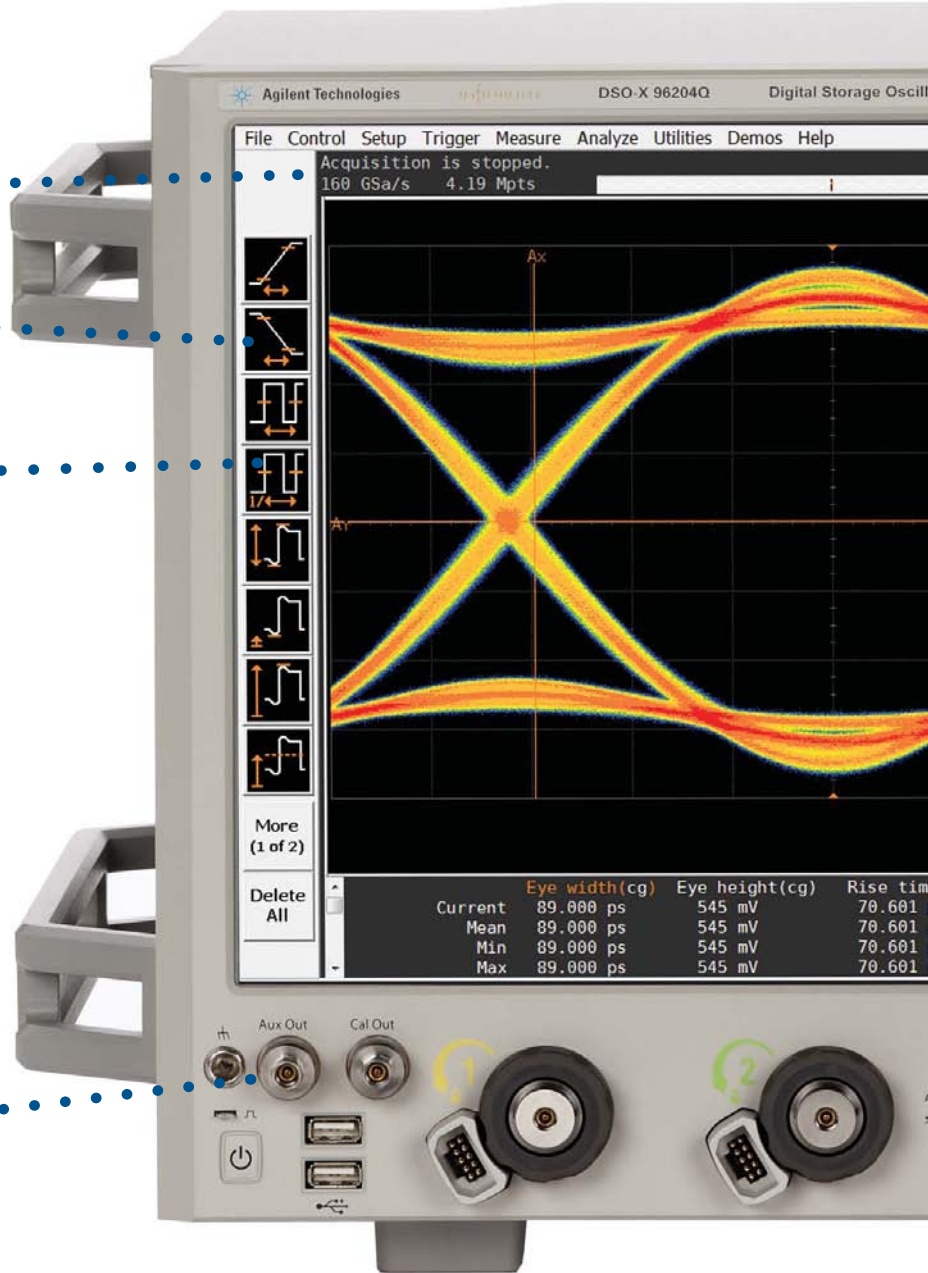 Agilent Technologies DSO-X 96204Q Digital Storage Oscill
File Control Setup Trigger Measure Analyze Utilities Demos Help
Acquisition is stopped.
160 GSa/s 4.19 Mpts
Ax
Ay
1/
More
(1 of 2)
Delete
All
Eye width(cg) Eye height(cg) Rise tim
Current 89.000 ps 545 mV 70.601
Mean 89.000 ps 545 mV 70.601
Min 89.000 ps 545 mV 70.601
Max 89.000 ps 545 mV 70.601
Aux Out Cal Out
1 2